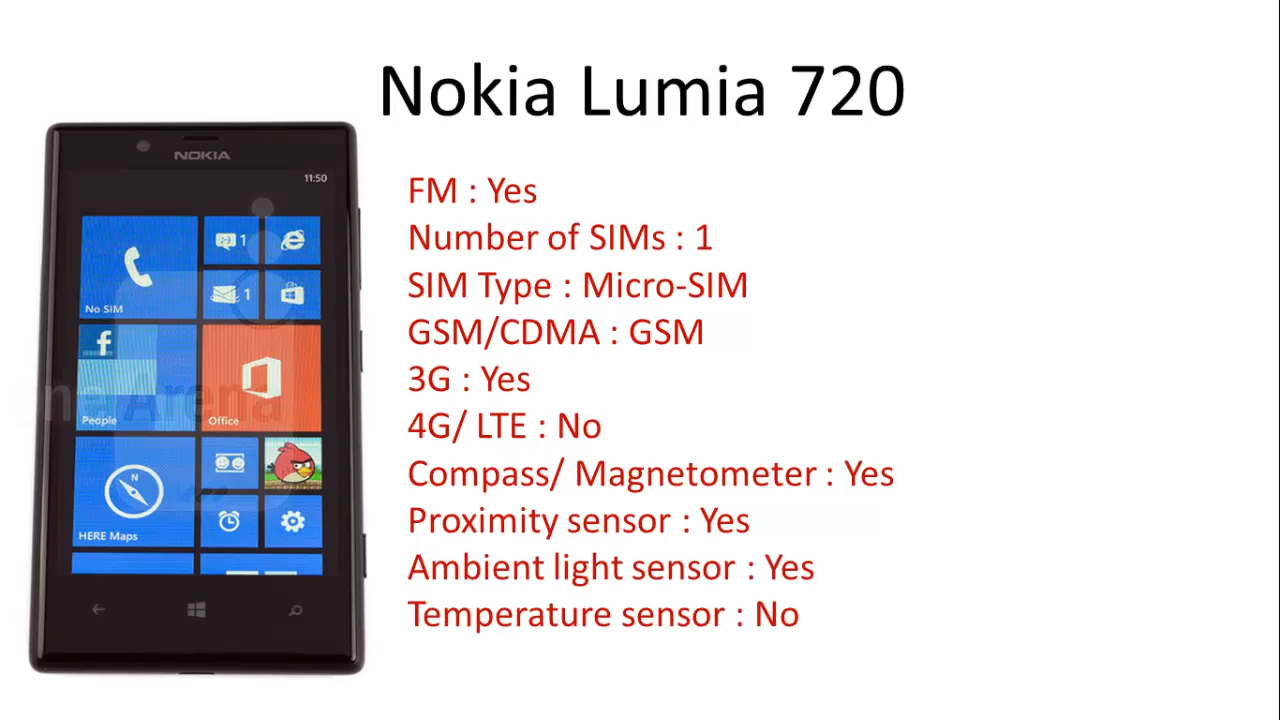 Nokia Lumia 720
NOKIA
11:50
1
No SIM
1
f
People
Office
N
HERE Maps
me Arena
FM : Yes
Number of SIMs : 1
SIM Type : Micro-SIM
GSM/CDMA : GSM
3G : Yes
4G/ LTE : No
Compass/ Magnetometer : Yes
Proximity sensor : Yes
Ambient light sensor : Yes
Temperature sensor : No